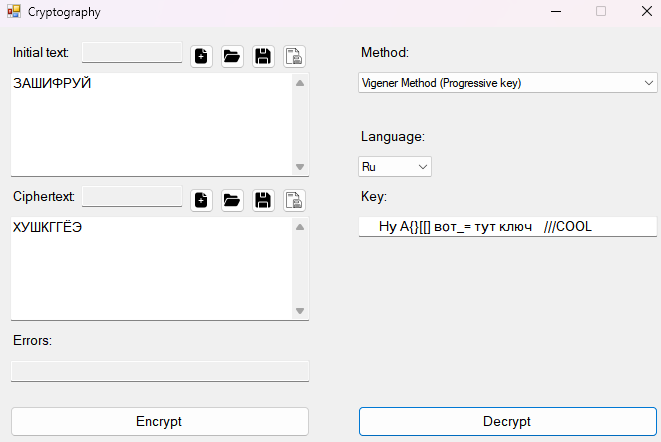 Cryptography
Initial text:
ЗАШИФРУЙ
Ciphertext:
ХУШКГГЁЭ
Errors:
Encrypt
Method:
Vigener Method (Progressive key)
Language:
Ru
Key:
Ну А{}[[] вот_= тут ключ ///COOL
Decrypt